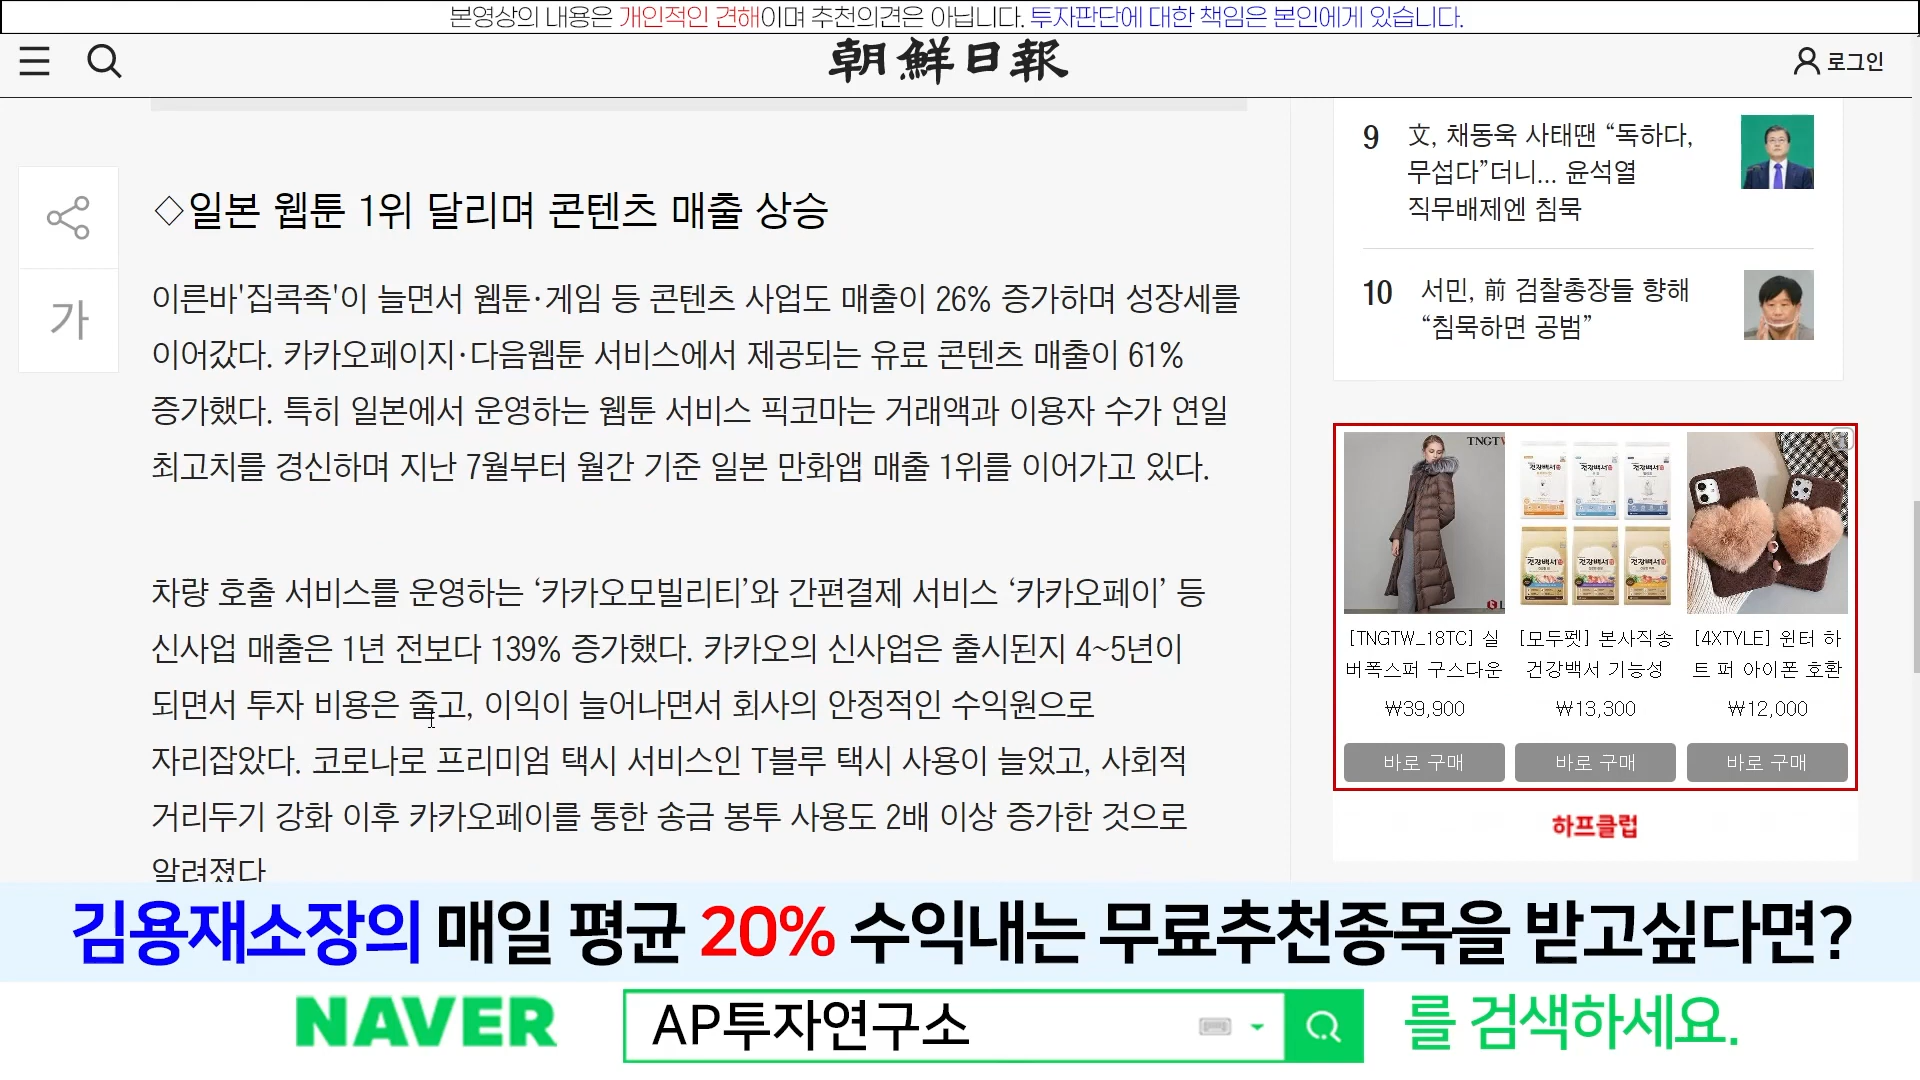 본영상의 내용은 개인적인 견해이며 추천의견은 아닙니다. 투자판단에 대한 책임은 본인에게 있습니다.
朝鮮日報
로그인
가
◇일본 웹툰 1위 달리며 콘텐츠 매출 상승
이른바'집콕족'이 늘면서 웹툰·게임 등 콘텐츠 사업도 매출이 26% 증가하며 성장세를
이어갔다. 카카오페이지·다음웹툰 서비스에서 제공되는 유료 콘텐츠 매출이 61%
증가했다. 특히 일본에서 운영하는 웹툰 서비스 픽코마는 거래액과 이용자 수가 연일
최고치를 경신하며 지난 7월부터 월간 기준 일본 만화앱 매출 1위를 이어가고 있다.
차량 호출 서비스를 운영하는 ‘카카오모빌리티’와 간편결제 서비스 ‘카카오페이’ 등
신사업 매출은 1년 전보다 139% 증가했다. 카카오의 신사업은 출시된지 4~5년이
되면서 투자 비용은 줄고, 이익이 늘어나면서 회사의 안정적인 수익원으로
자리잡았다. 코로나로 프리미엄 택시 서비스인 T블루 택시 사용이 늘었고, 사회적
거리두기 강화 이후 카카오페이를 통한 송금 봉투 사용도 2배 이상 증가한 것으로
알려졌다
9 文, 채동욱 사태땐 “독하다,
무섭다”더니... 윤석열
직무배제엔 침묵
10 서민, 前 검찰총장들 향해
“침묵하면 공범”
TNGTW
건강백서 건강백서 건강백서
건강백서 건강백서 건강백서
[TNGTW_18TC] 실
버폭스퍼 구스다운
₩39,900
바로 구매
[모두펫] 본사직송
건강백서 기능성
₩13,300
바로 구매
[4XTYLE] 윈터 하
트 퍼 아이폰 호환
₩12,000
바로 구매
하프클럽
김용재소장의 매일 평균 20% 수익내는 무료추천종목을 받고싶다면?
NAVER AP투자연구소 를 검색하세요.